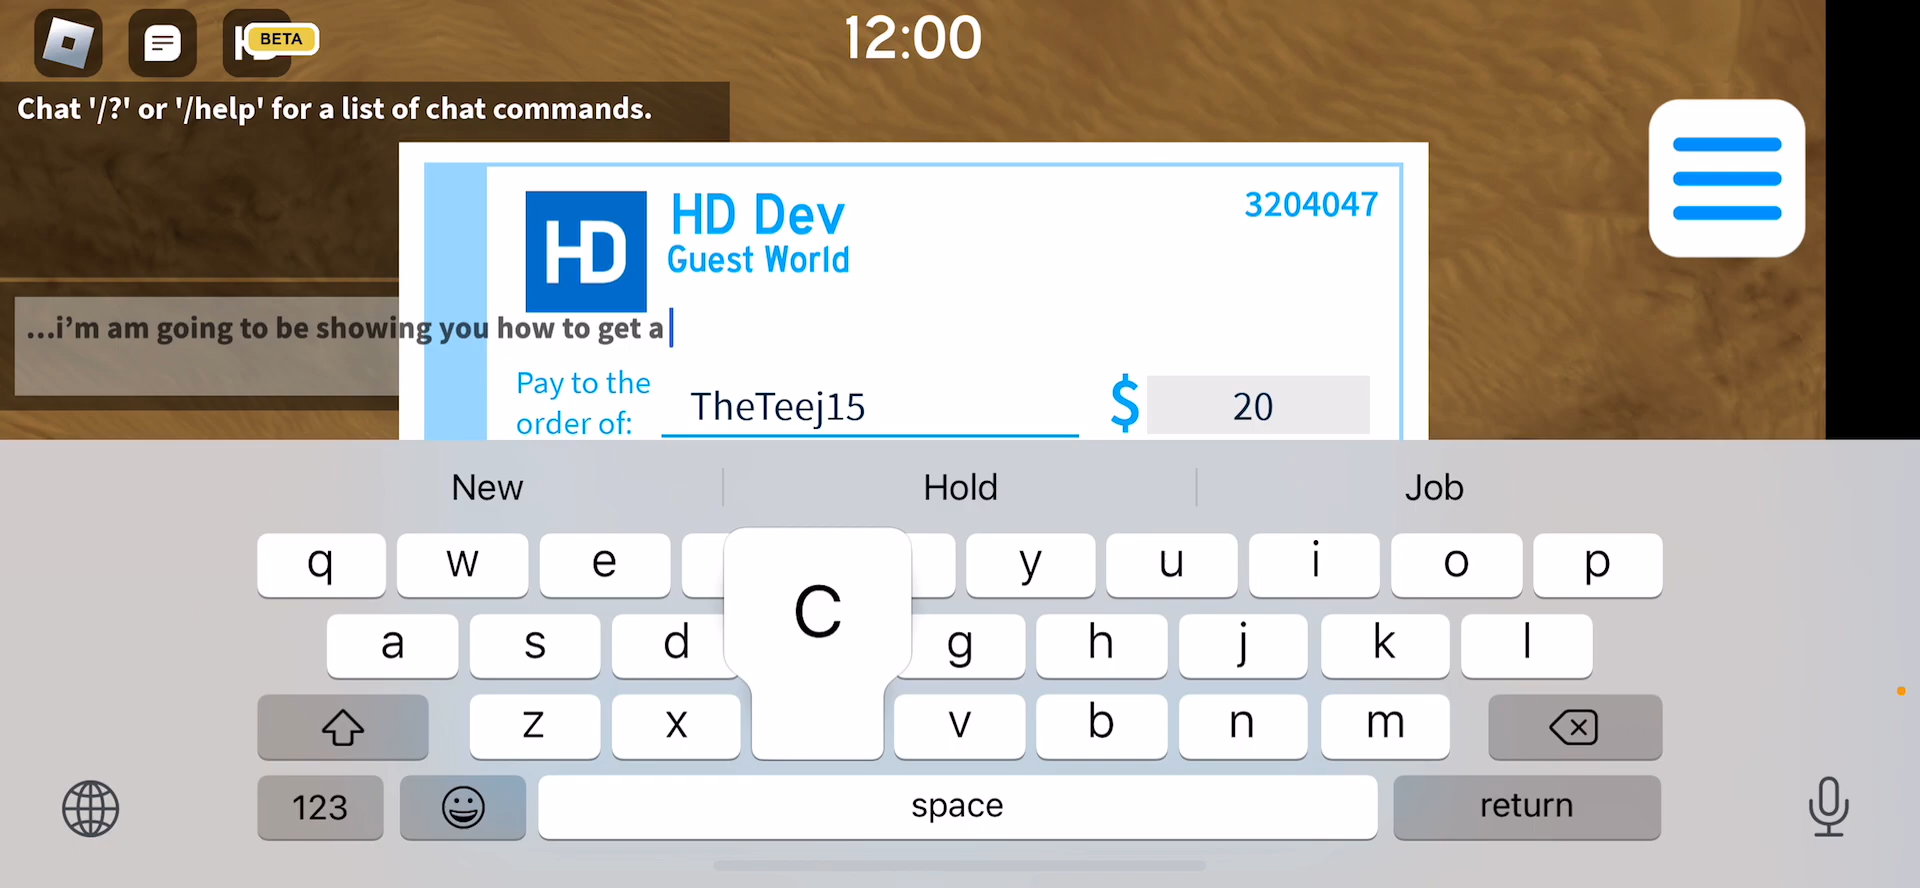 BETA
12:00
Chat '/?' or '/help' for a list of chat commands.
HD
HD Dev
Guest World
3204047
...i’m am going to be showing you how to get a
Pay to the
order of:
TheTeej15
$
20
New
Hold
Job
q w e y u i o p
C
a s d g h j k l
z x v b n m
123
space
return